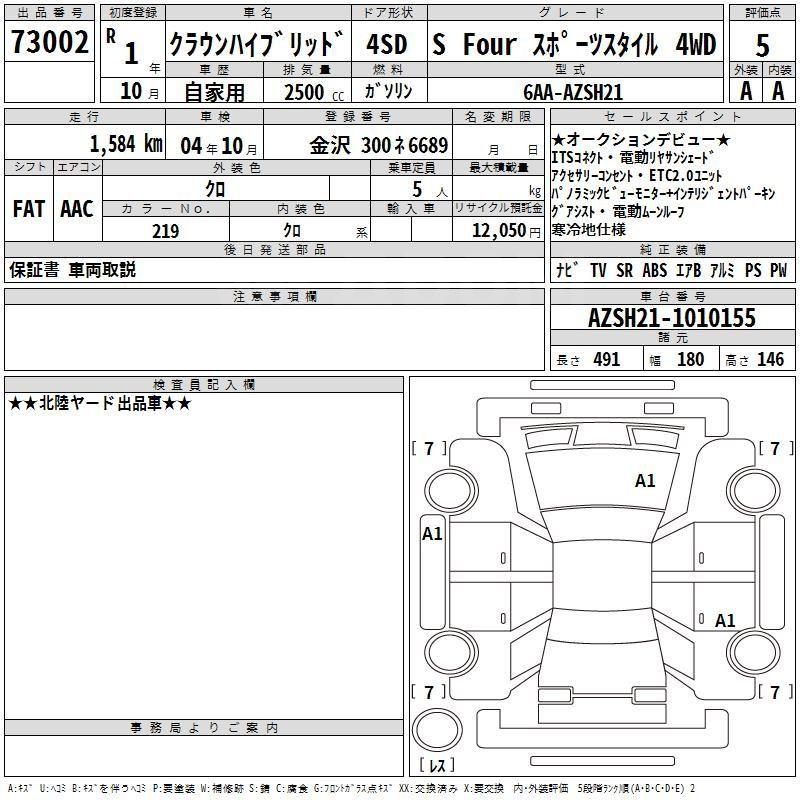 出品番号
73002
初度登録
R 1 年
10 月
車名
クラウンハイブリッド
ドア形状
4SD
グレード
S Four スポーツスタイル 4WD
評価点
5
外装 内装
A A
車歴
自家用
排気量
2500 CC
燃料
ガソリン
型式
6AA-AZSH21
走行
1,584 km
車検
04 年 10 月
登録番号
金沢 300ネ6689
名変期限
月 日
シフト
FAT
エアコン
AAC
外装色
クロ
乗車定員
5 人
最大積載量
kg
カラーNo.
219
内装色
クロ 系
輸入車
リサイクル預託金
12,050 円
後日発送部品
保証書 車両取説
セールスポイント
★オークションデビュー★
ITSコネクト・電動リヤサンシェード
アクセサリーコンセント・ETC2.0ユニット
パノラミックビューモニター+インテリジェントパーキン
グアシスト・電動ムーンルーフ
寒冷地仕様
純正装備
ナビ TV SR ABS エアB アルミ PS PW
注意事項欄
車台番号
AZSH21-1010155
諸元
長さ 491 幅 180 高さ 146
検査員記入欄
★★北陸ヤード出品車★★
事務局よりご案内
[ 7 ] [ 7 ]
A1
A1
A1
[ 7 ] [ 7 ]
[ レス ]
A:キズ U:ヘコミ B:キズを伴うヘコミ P:要塗装 W:補修跡 S:錆 C:腐食 G:フロントガラス点キズ XX:交換済み X:要交換 内・外装評価 5段階ランク順(A・B・C・D・E) 2